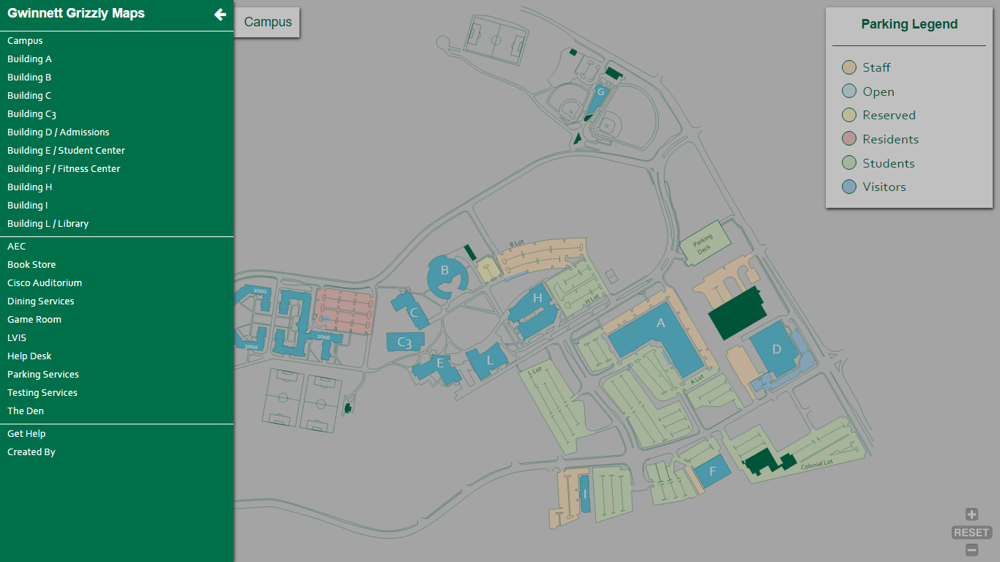 Gwinnett Grizzly Maps
Campus
Building A
Building B
Building C
Building C3
Building D / Admissions
Building E / Student Center
Building F / Fitness Center
Building H
Building I
Building L / Library
AEC
Book Store
Cisco Auditorium
Dining Services
Game Room
LVIS
Help Desk
Parking Services
Testing Services
The Den
Get Help
Created By
Campus
Parking Legend
Staff
Open
Reserved
Residents
Students
Visitors
G
Parking
Deck
B Lot
B
2000
H
H Lot
C
A
1000
3000
C3
D
E
L
L Lot
A Lot
Colonial Lot
F
I
+
RESET
−